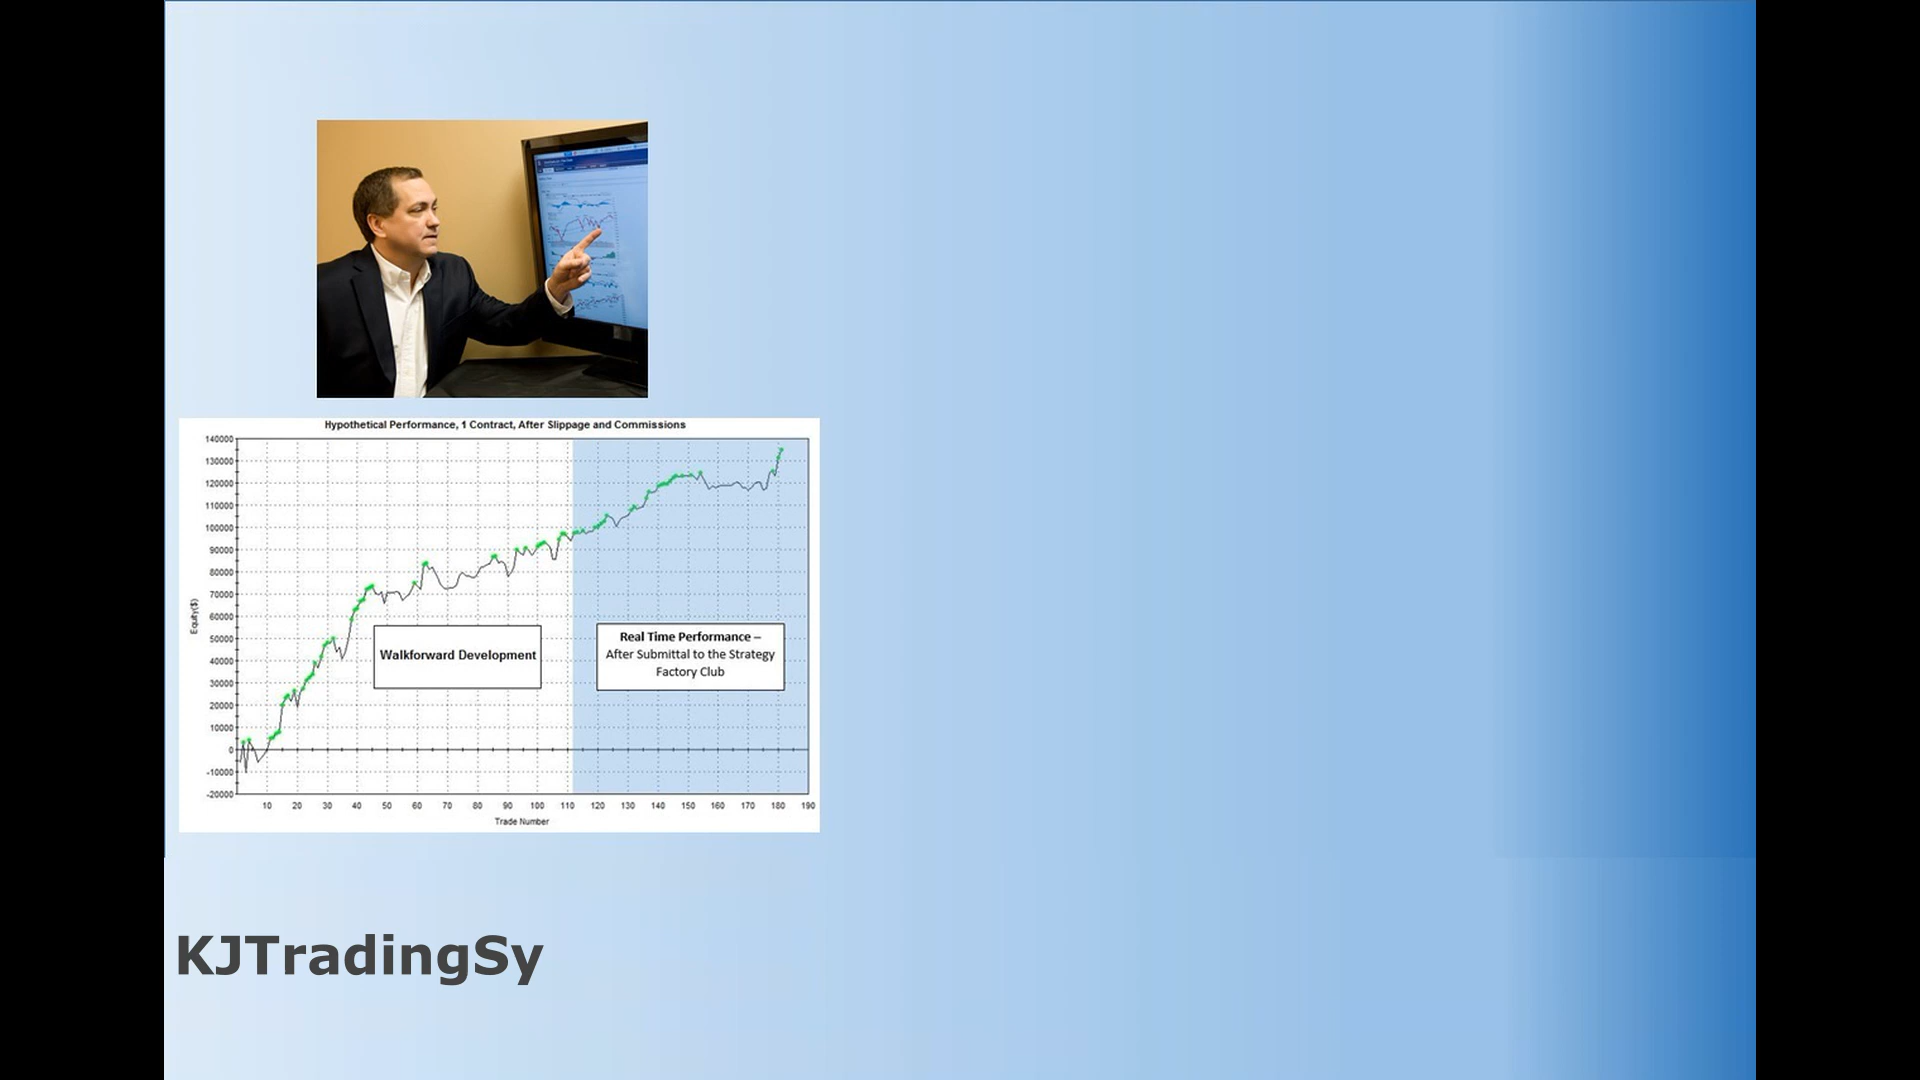 Hypothetical Performance, 1 Contract, After Slippage and Commissions
140000
130000
120000
110000
100000
90000
80000
70000
60000
50000
40000
30000
20000
10000
0
-10000
-20000
Equity($)
Walkforward Development
Real Time Performance –
After Submittal to the Strategy
Factory Club
10 20 30 40 50 60 70 80 90 100 110 120 130 140 150 160 170 180 190
Trade Number
KJTradingSy